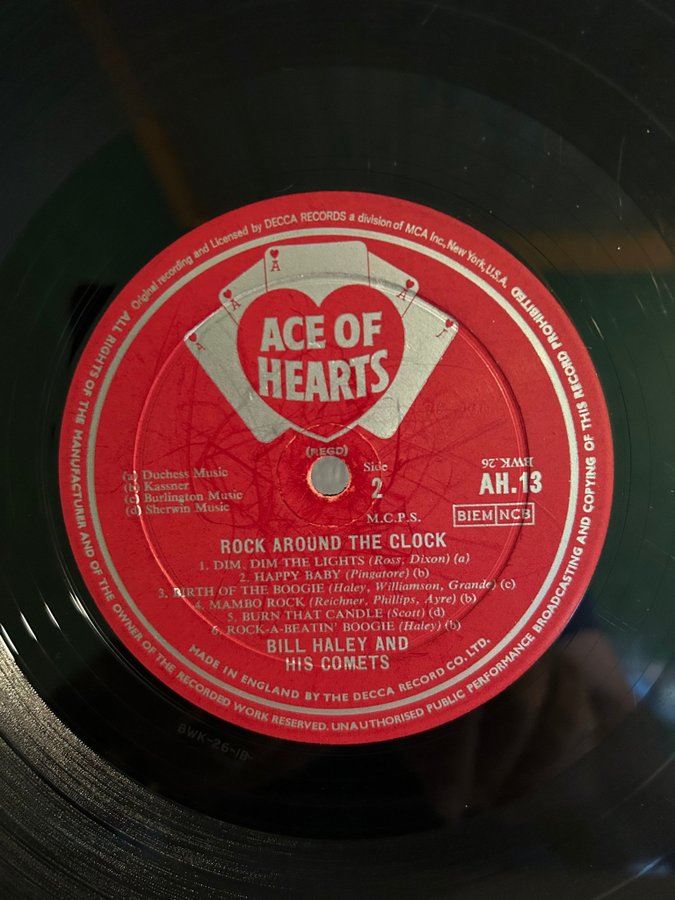 Original recording and Licensed by DECCA RECORDS a division of MCA Inc, New York, U.S.A.
ALL RIGHTS OF THE MANUFACTURER AND OF THE OWNER OF THE RECORDED WORK RESERVED. UNAUTHORISED PUBLIC PERFORMANCE BROADCASTING AND COPYING OF THIS RECORD PROHIBITED
A
A
A
A
A
ACE OF
HEARTS
(REGD)
(a) Duchess Music
(b) Kassner
(c) Burlington Music
(d) Sherwin Music
Side
2
M.C.P.S.
BWK.26
AH.13
BIEM NCB
ROCK AROUND THE CLOCK
1. DIM, DIM THE LIGHTS (Ross, Dixon) (a)
2. HAPPY BABY (Pingatore) (b)
3. BIRTH OF THE BOOGIE (Haley, Williamson, Grande) (c)
4. MAMBO ROCK (Reichner, Phillips, Ayre) (b)
5. BURN THAT CANDLE (Scott) (d)
6. ROCK-A-BEATIN' BOOGIE (Haley) (b)
BILL HALEY AND
HIS COMETS
MADE IN ENGLAND BY THE DECCA RECORD CO. LTD.
BWK-26-1B-